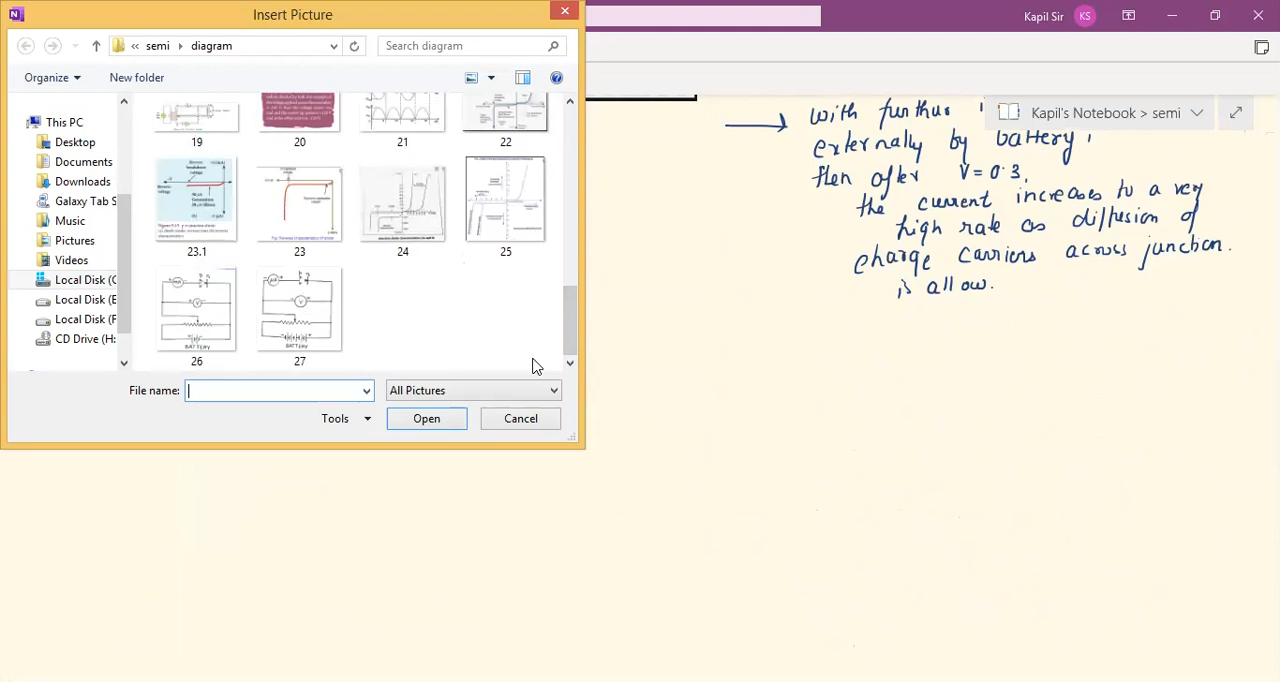 Insert Picture
Kapil Sir KS
« semi diagram
Search diagram
Organize
New folder
This PC
Desktop
Documents
Downloads
Galaxy Tab S
Music
Pictures
Videos
Local Disk (C
Local Disk (E
Local Disk (F
CD Drive (H:
19
20
21
22
23.1
23
24
25
BATTERY
BATTERY
26
27
File name:
All Pictures
Tools
Open
Cancel
Kapil's Notebook > semi
with further
externally by battery,
then after V = 0.3,
the current increases to a very
high rate as diffusion of
charge carriers across junction.
is allow.